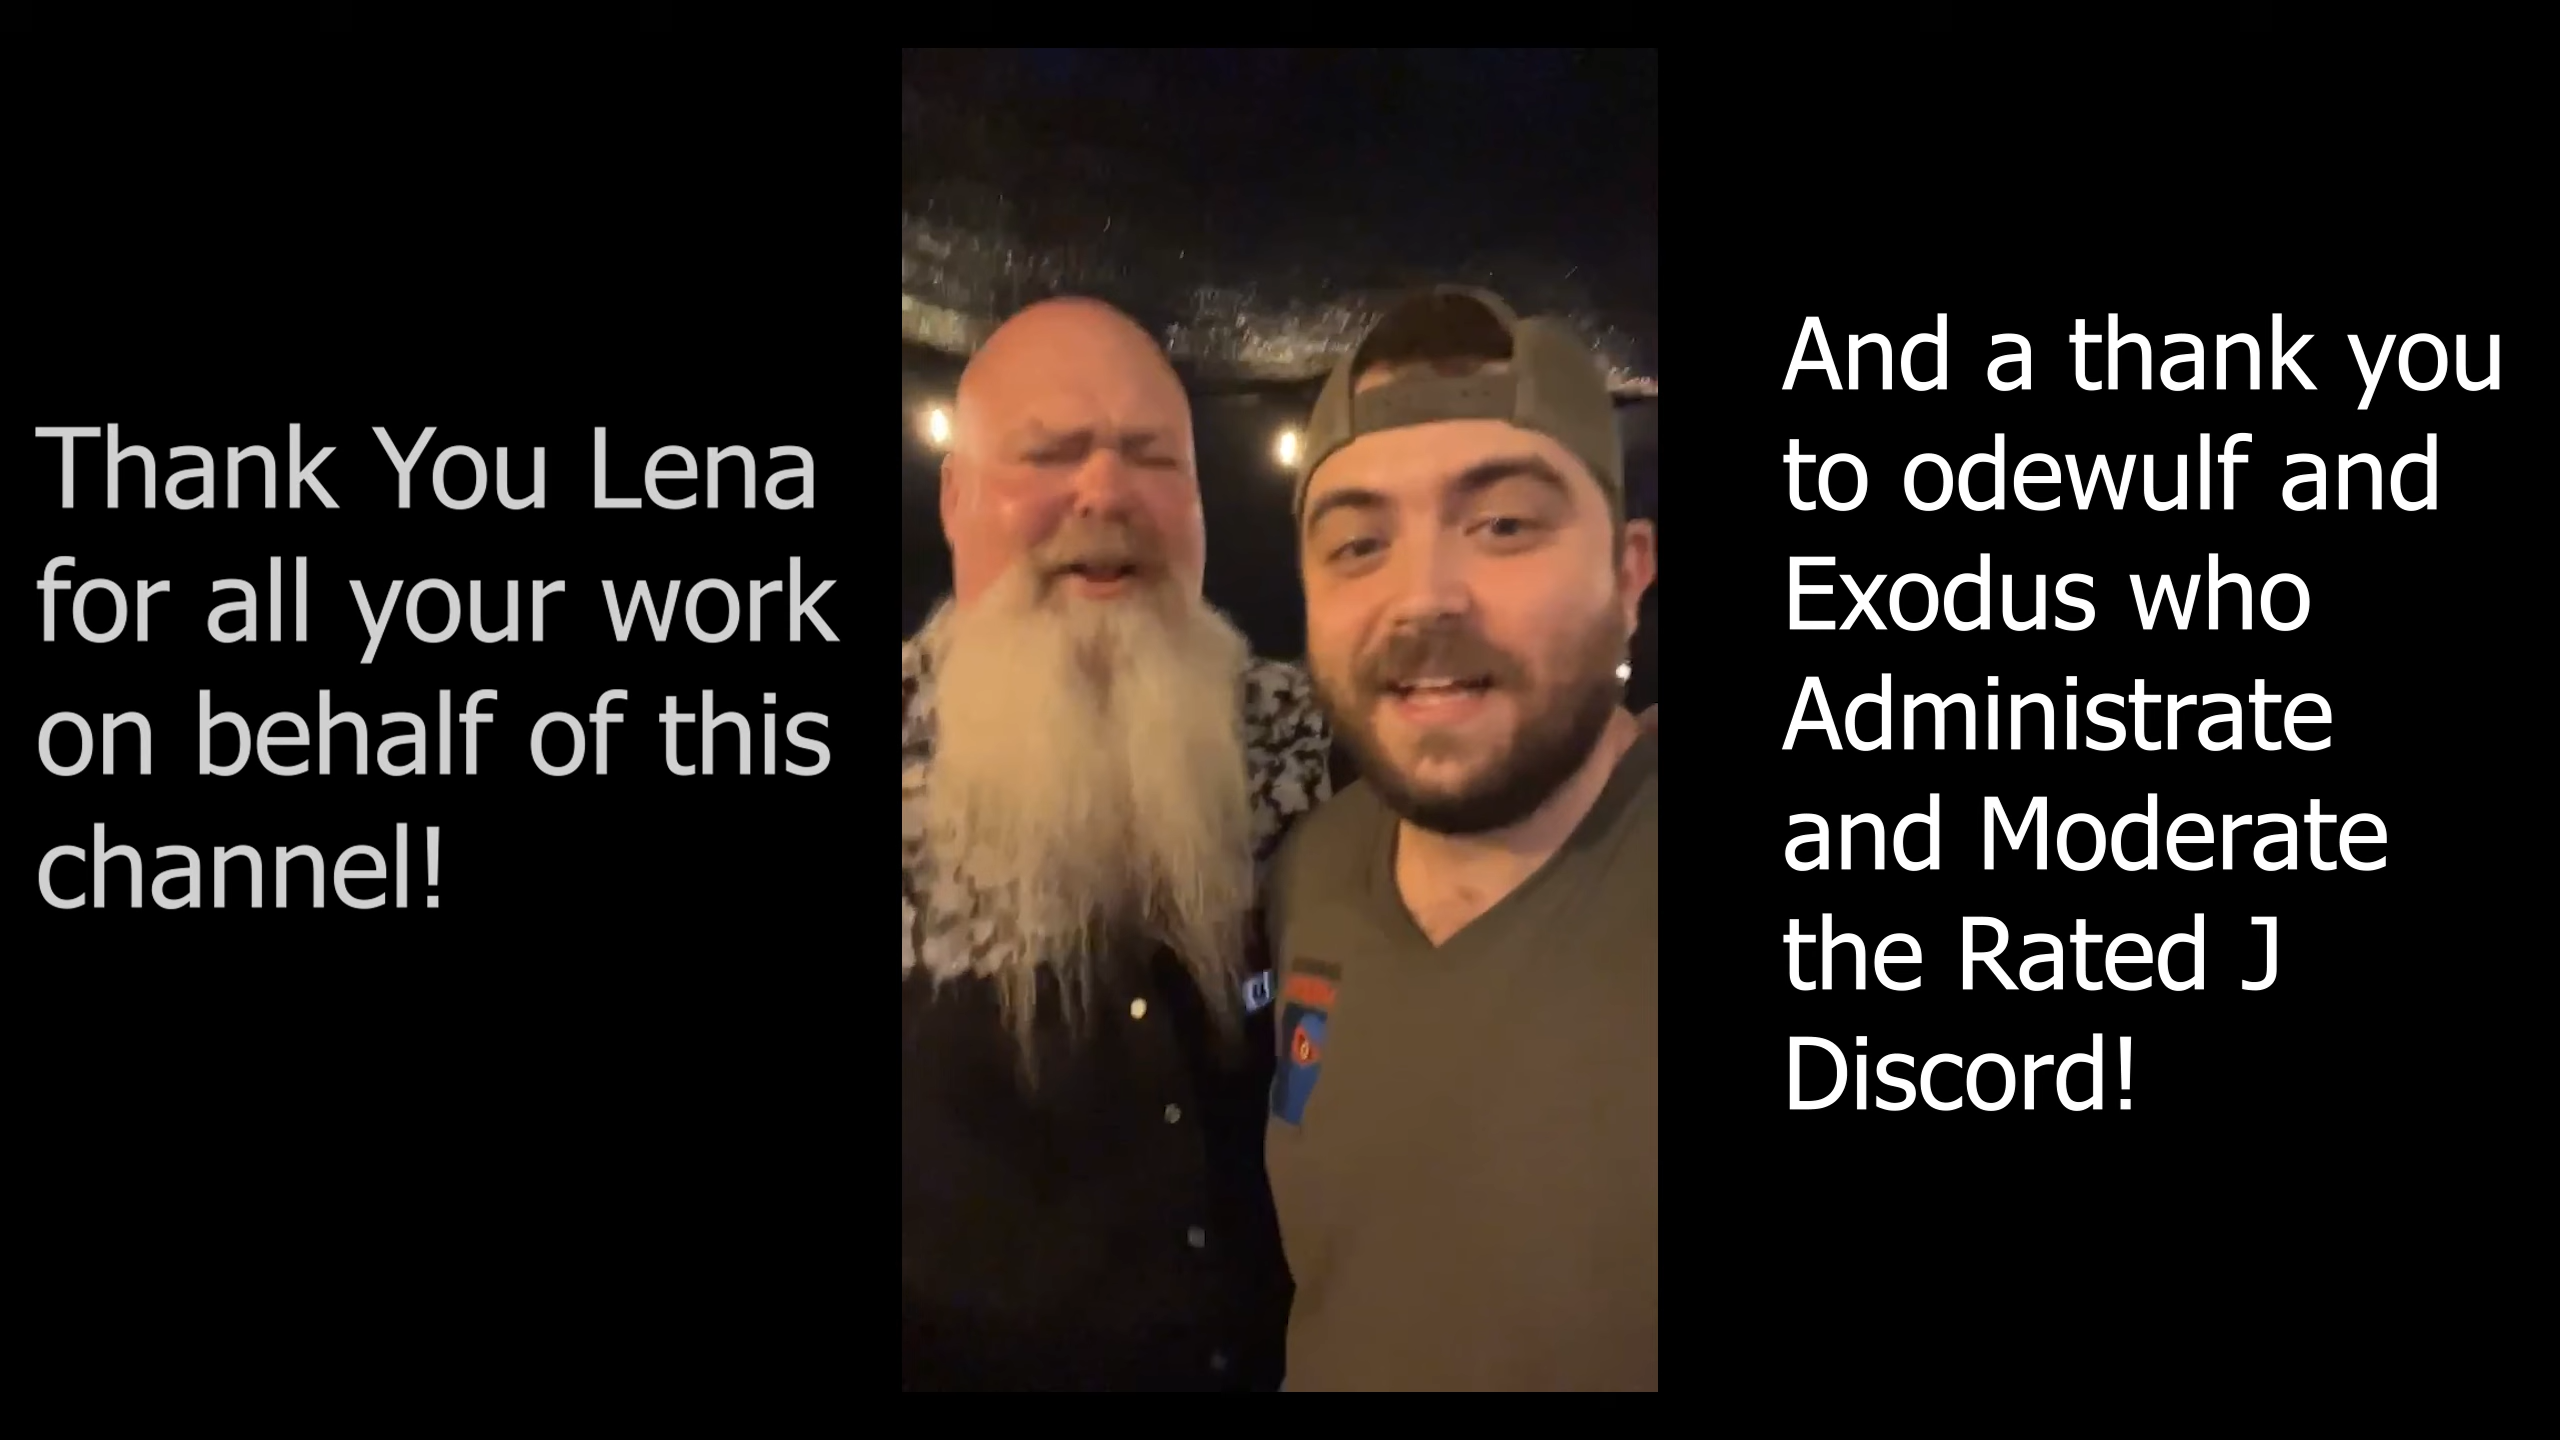 Thank You Lena
for all your work
on behalf of this
channel!
And a thank you
to odewulf and
Exodus who
Administrate
and Moderate
the Rated J
Discord!